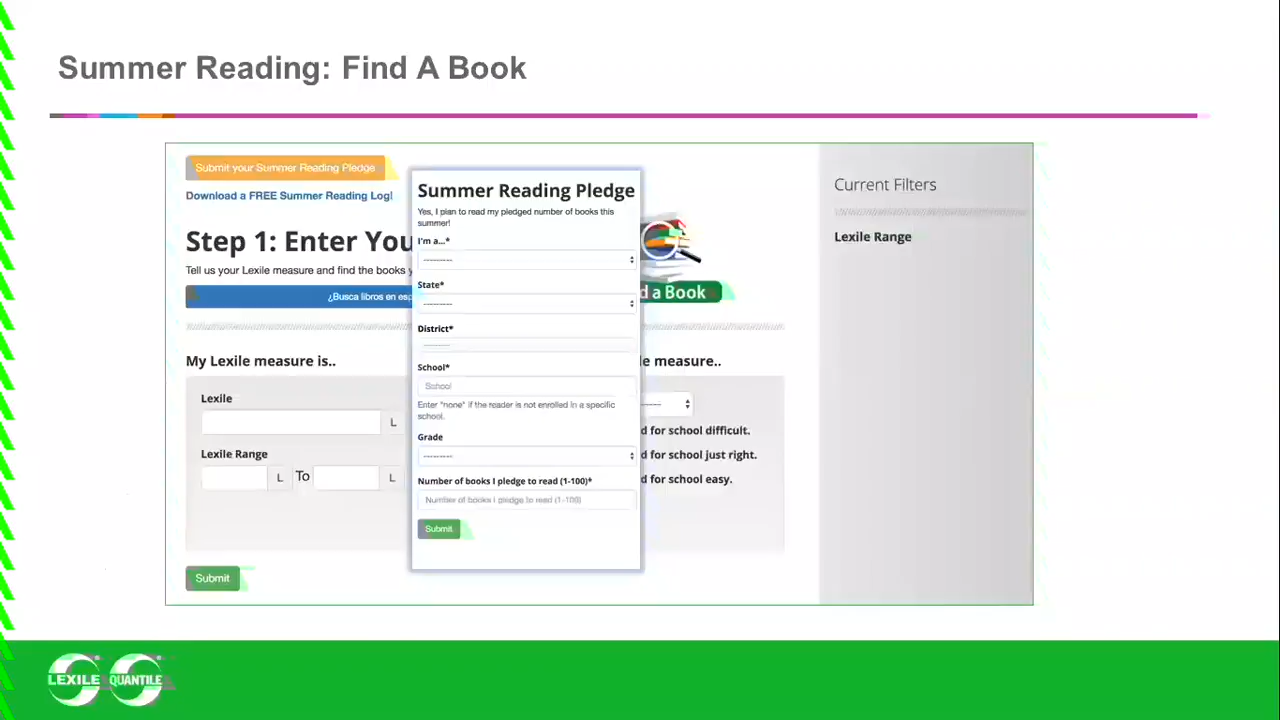 Summer Reading: Find A Book
Submit your Summer Reading Pledge
Download a FREE Summer Reading Log!
Step 1: Enter You
Tell us your Lexile measure and find the books y
¿Busca libros en esp
My Lexile measure is..
Lexile
L
Lexile Range
L To L
Submit
Summer Reading Pledge
Yes, I plan to read my pledged number of books this
summer!
I'm a...*
---------
State*
---------
District*
---------
School*
School
Enter "none" if the reader is not enrolled in a specific
school.
Grade
---------
Number of books I pledge to read (1-100)*
Number of books I pledge to read (1-100)
Submit
d a Book
le measure..
d for school difficult.
d for school just right.
d for school easy.
Current Filters
Lexile Range
LEXILE & QUANTILE